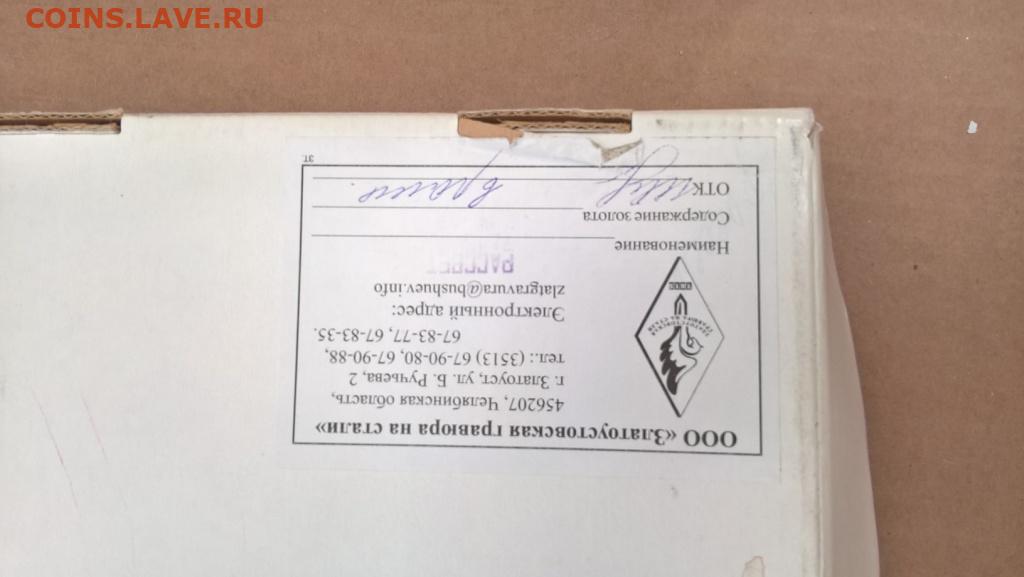 COINS.LAVE.RU
ООО «Златоустовская гравюра на стали»
456207, Челябинская область,
г. Златоуст, ул. Б. Ручьева, 2
тел.: (3513) 67-90-80, 67-90-88,
67-83-77, 67-83-35.
Электронный адрес:
zlatgravura@bushuev.info
РАССВЕТ
Наименование
Содержание золота
ОТК
ЗТ.